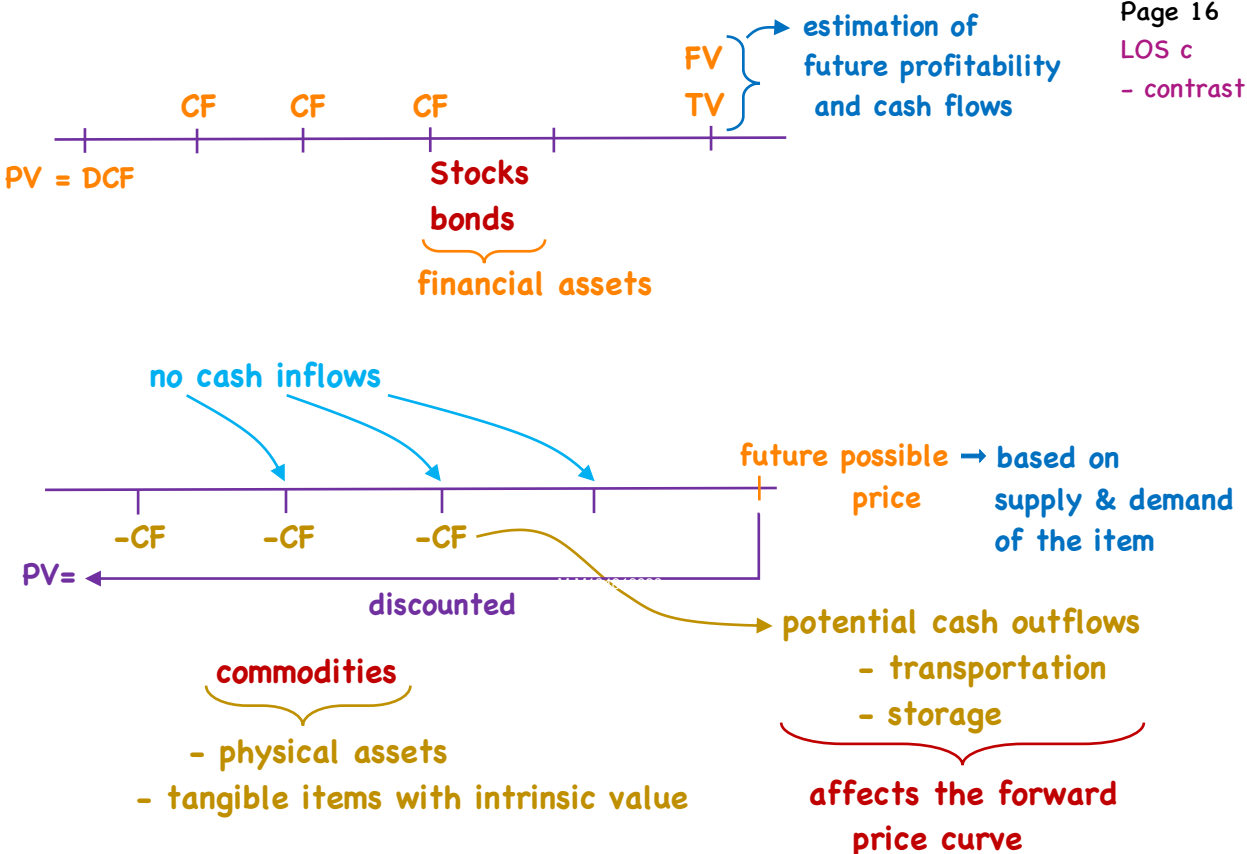 Page 16
LOS c
- contrast
estimation of
future profitability
and cash flows
FV
TV
CF CF CF
PV = DCF
Stocks
bonds
financial assets
no cash inflows
future possible → based on
price supply & demand
of the item
-CF -CF -CF
PV=
discounted
potential cash outflows
- transportation
- storage
commodities
- physical assets
- tangible items with intrinsic value
affects the forward
price curve